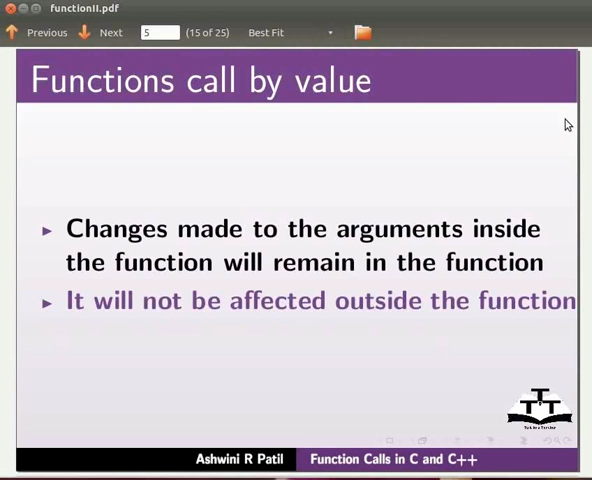 functionII.pdf
Previous Next 5 (15 of 25) Best Fit
Functions call by value
Changes made to the arguments inside
the function will remain in the function
It will not be affected outside the function
TTT
Ashwini R Patil Function Calls in C and C++